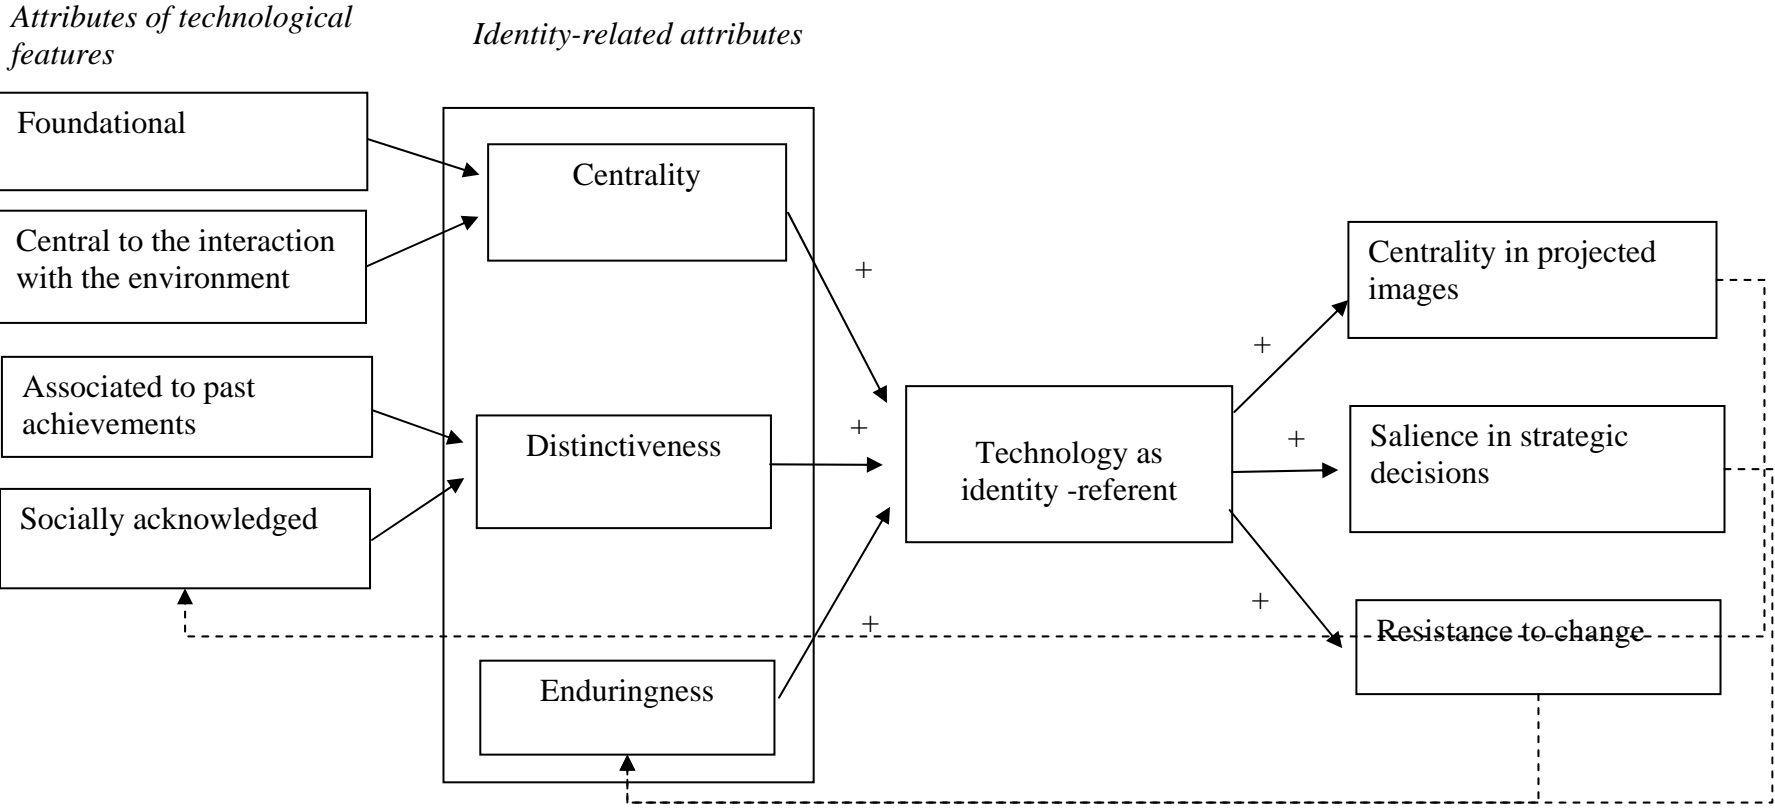 Attributes of technological
features
Identity-related attributes
Foundational
Central to the interaction
with the environment
Associated to past
achievements
Socially acknowledged
Centrality
Distinctiveness
Enduringness
+
+
+
Technology as
identity -referent
+
+
+
Centrality in projected
images
Salience in strategic
decisions
Resistance to change